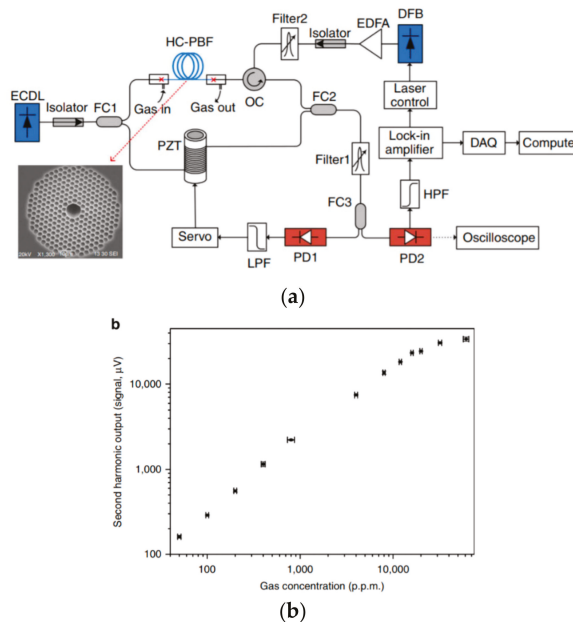 Filter2
Isolator
EDFA
DFB
HC-PBF
ECDL
Isolator
FC1
Gas in
Gas out
OC
FC2
Laser
control
PZT
Filter1
Lock-in
amplifier
DAQ
Compute
HPF
FC3
Servo
LPF
PD1
PD2
Oscilloscope
(a)
b
Second harmonic output (signal, μV)
10,000
1,000
100
100
1,000
10,000
Gas concentration (p.p.m.)
(b)